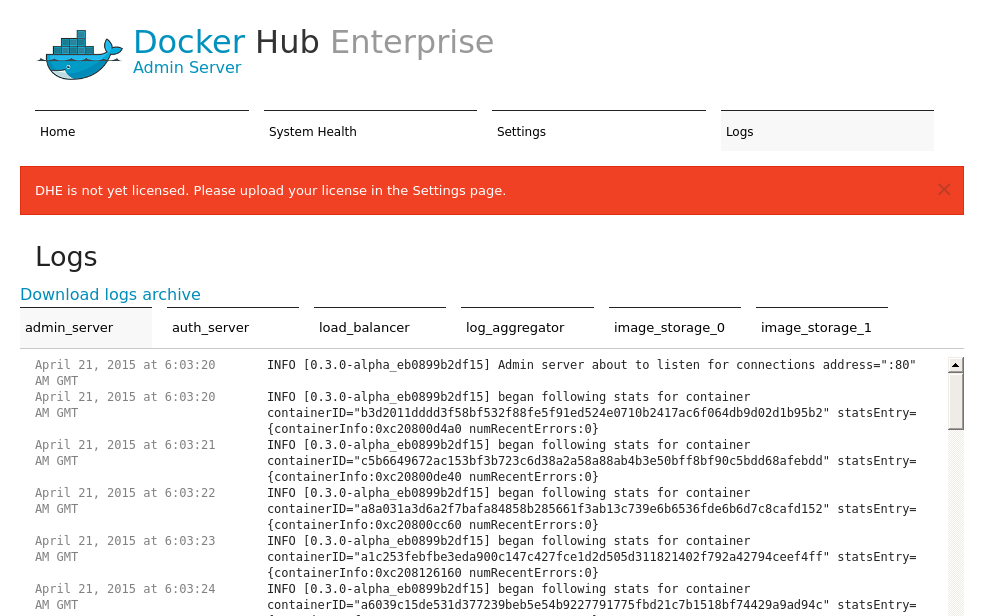 Docker Hub Enterprise
Admin Server
Home
System Health
Settings
Logs
DHE is not yet licensed. Please upload your license in the Settings page.
×
Logs
Download logs archive
admin_server
auth_server
load_balancer
log_aggregator
image_storage_0
image_storage_1
April 21, 2015 at 6:03:20 INFO [0.3.0-alpha_eb0899b2df15] Admin server about to listen for connections address=":80"
AM GMT
April 21, 2015 at 6:03:20 INFO [0.3.0-alpha_eb0899b2df15] began following stats for container
AM GMT containerID="b3d2011dddd3f58bf532f88fe5f91ed524e0710b2417ac6f064db9d02d1b95b2" statsEntry=
{containerInfo:0xc20800d4a0 numRecentErrors:0}
April 21, 2015 at 6:03:21 INFO [0.3.0-alpha_eb0899b2df15] began following stats for container
AM GMT containerID="c5b6649672ac153bf3b723c6d38a2a58a88ab4b3e50bff8bf90c5bdd68afebdd" statsEntry=
{containerInfo:0xc20800de40 numRecentErrors:0}
April 21, 2015 at 6:03:22 INFO [0.3.0-alpha_eb0899b2df15] began following stats for container
AM GMT containerID="a8a031a3d6a2f7bafa84858b285661f3ab13c739e6b6536fde6b6d7c8cafd152" statsEntry=
{containerInfo:0xc20800cc60 numRecentErrors:0}
April 21, 2015 at 6:03:23 INFO [0.3.0-alpha_eb0899b2df15] began following stats for container
AM GMT containerID="a1c253febfbe3eda900c147c427fce1d2d505d311821402f792a42794ceef4ff" statsEntry=
{containerInfo:0xc208126160 numRecentErrors:0}
April 21, 2015 at 6:03:24 INFO [0.3.0-alpha_eb0899b2df15] began following stats for container
AM GMT containerID="a6039c15de531d377239beb5e54b9227791775fbd21c7b1518bf74429a9ad94c" statsEntry=